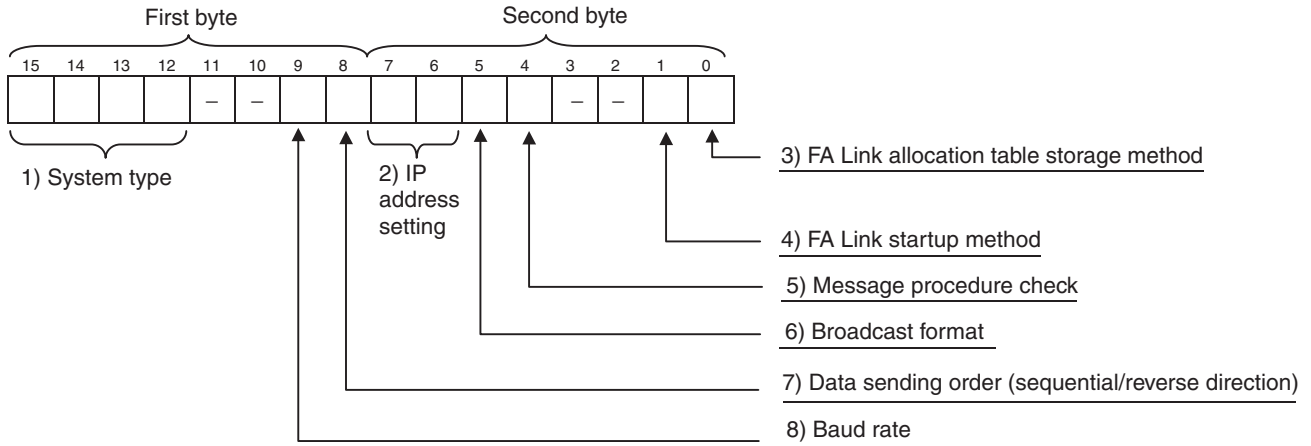 First byte Second byte
15 14 13 12 11 10 9 8 7 6 5 4 3 2 1 0
– – – –
1) System type
2) IP
address
setting
3) FA Link allocation table storage method
4) FA Link startup method
5) Message procedure check
6) Broadcast format
7) Data sending order (sequential/reverse direction)
8) Baud rate